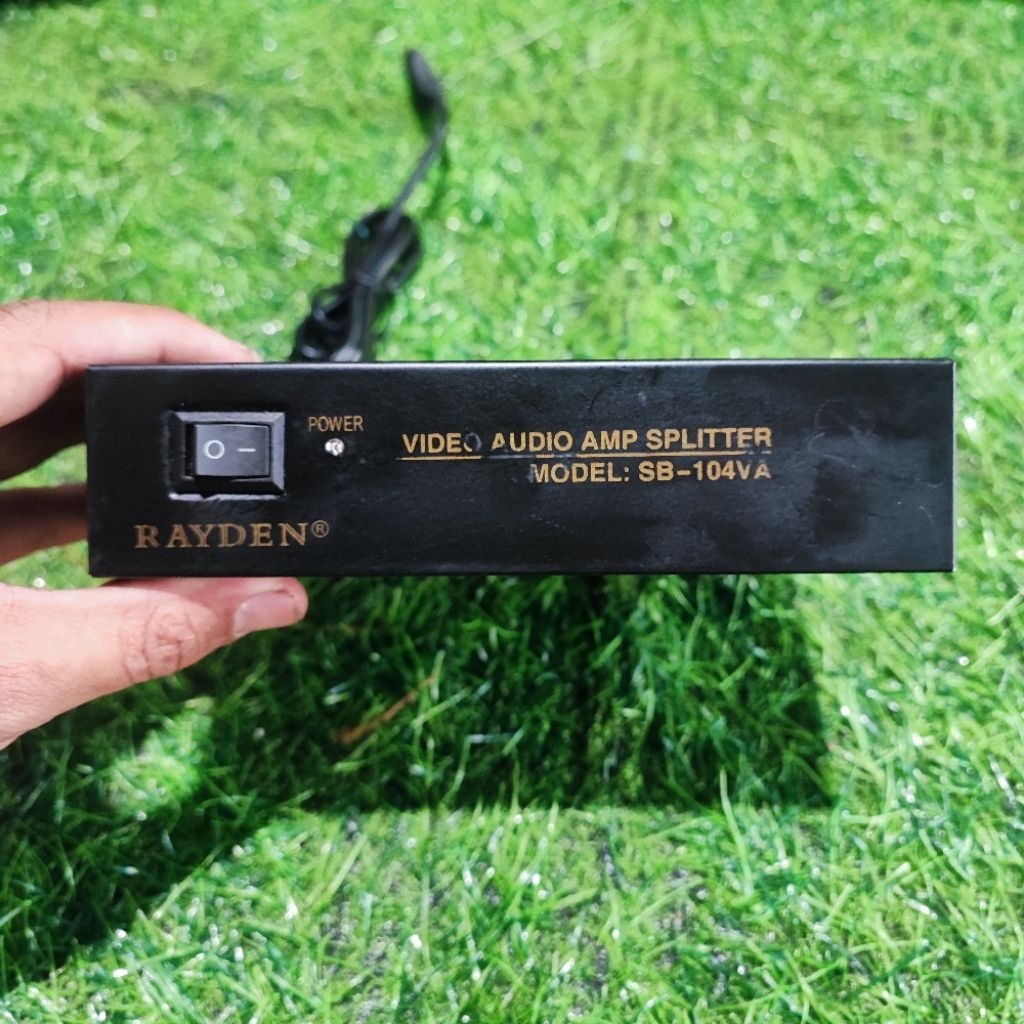 POWER
VIDEO AUDIO AMP SPLITTER
MODEL: SB-104VA
RAYDEN®